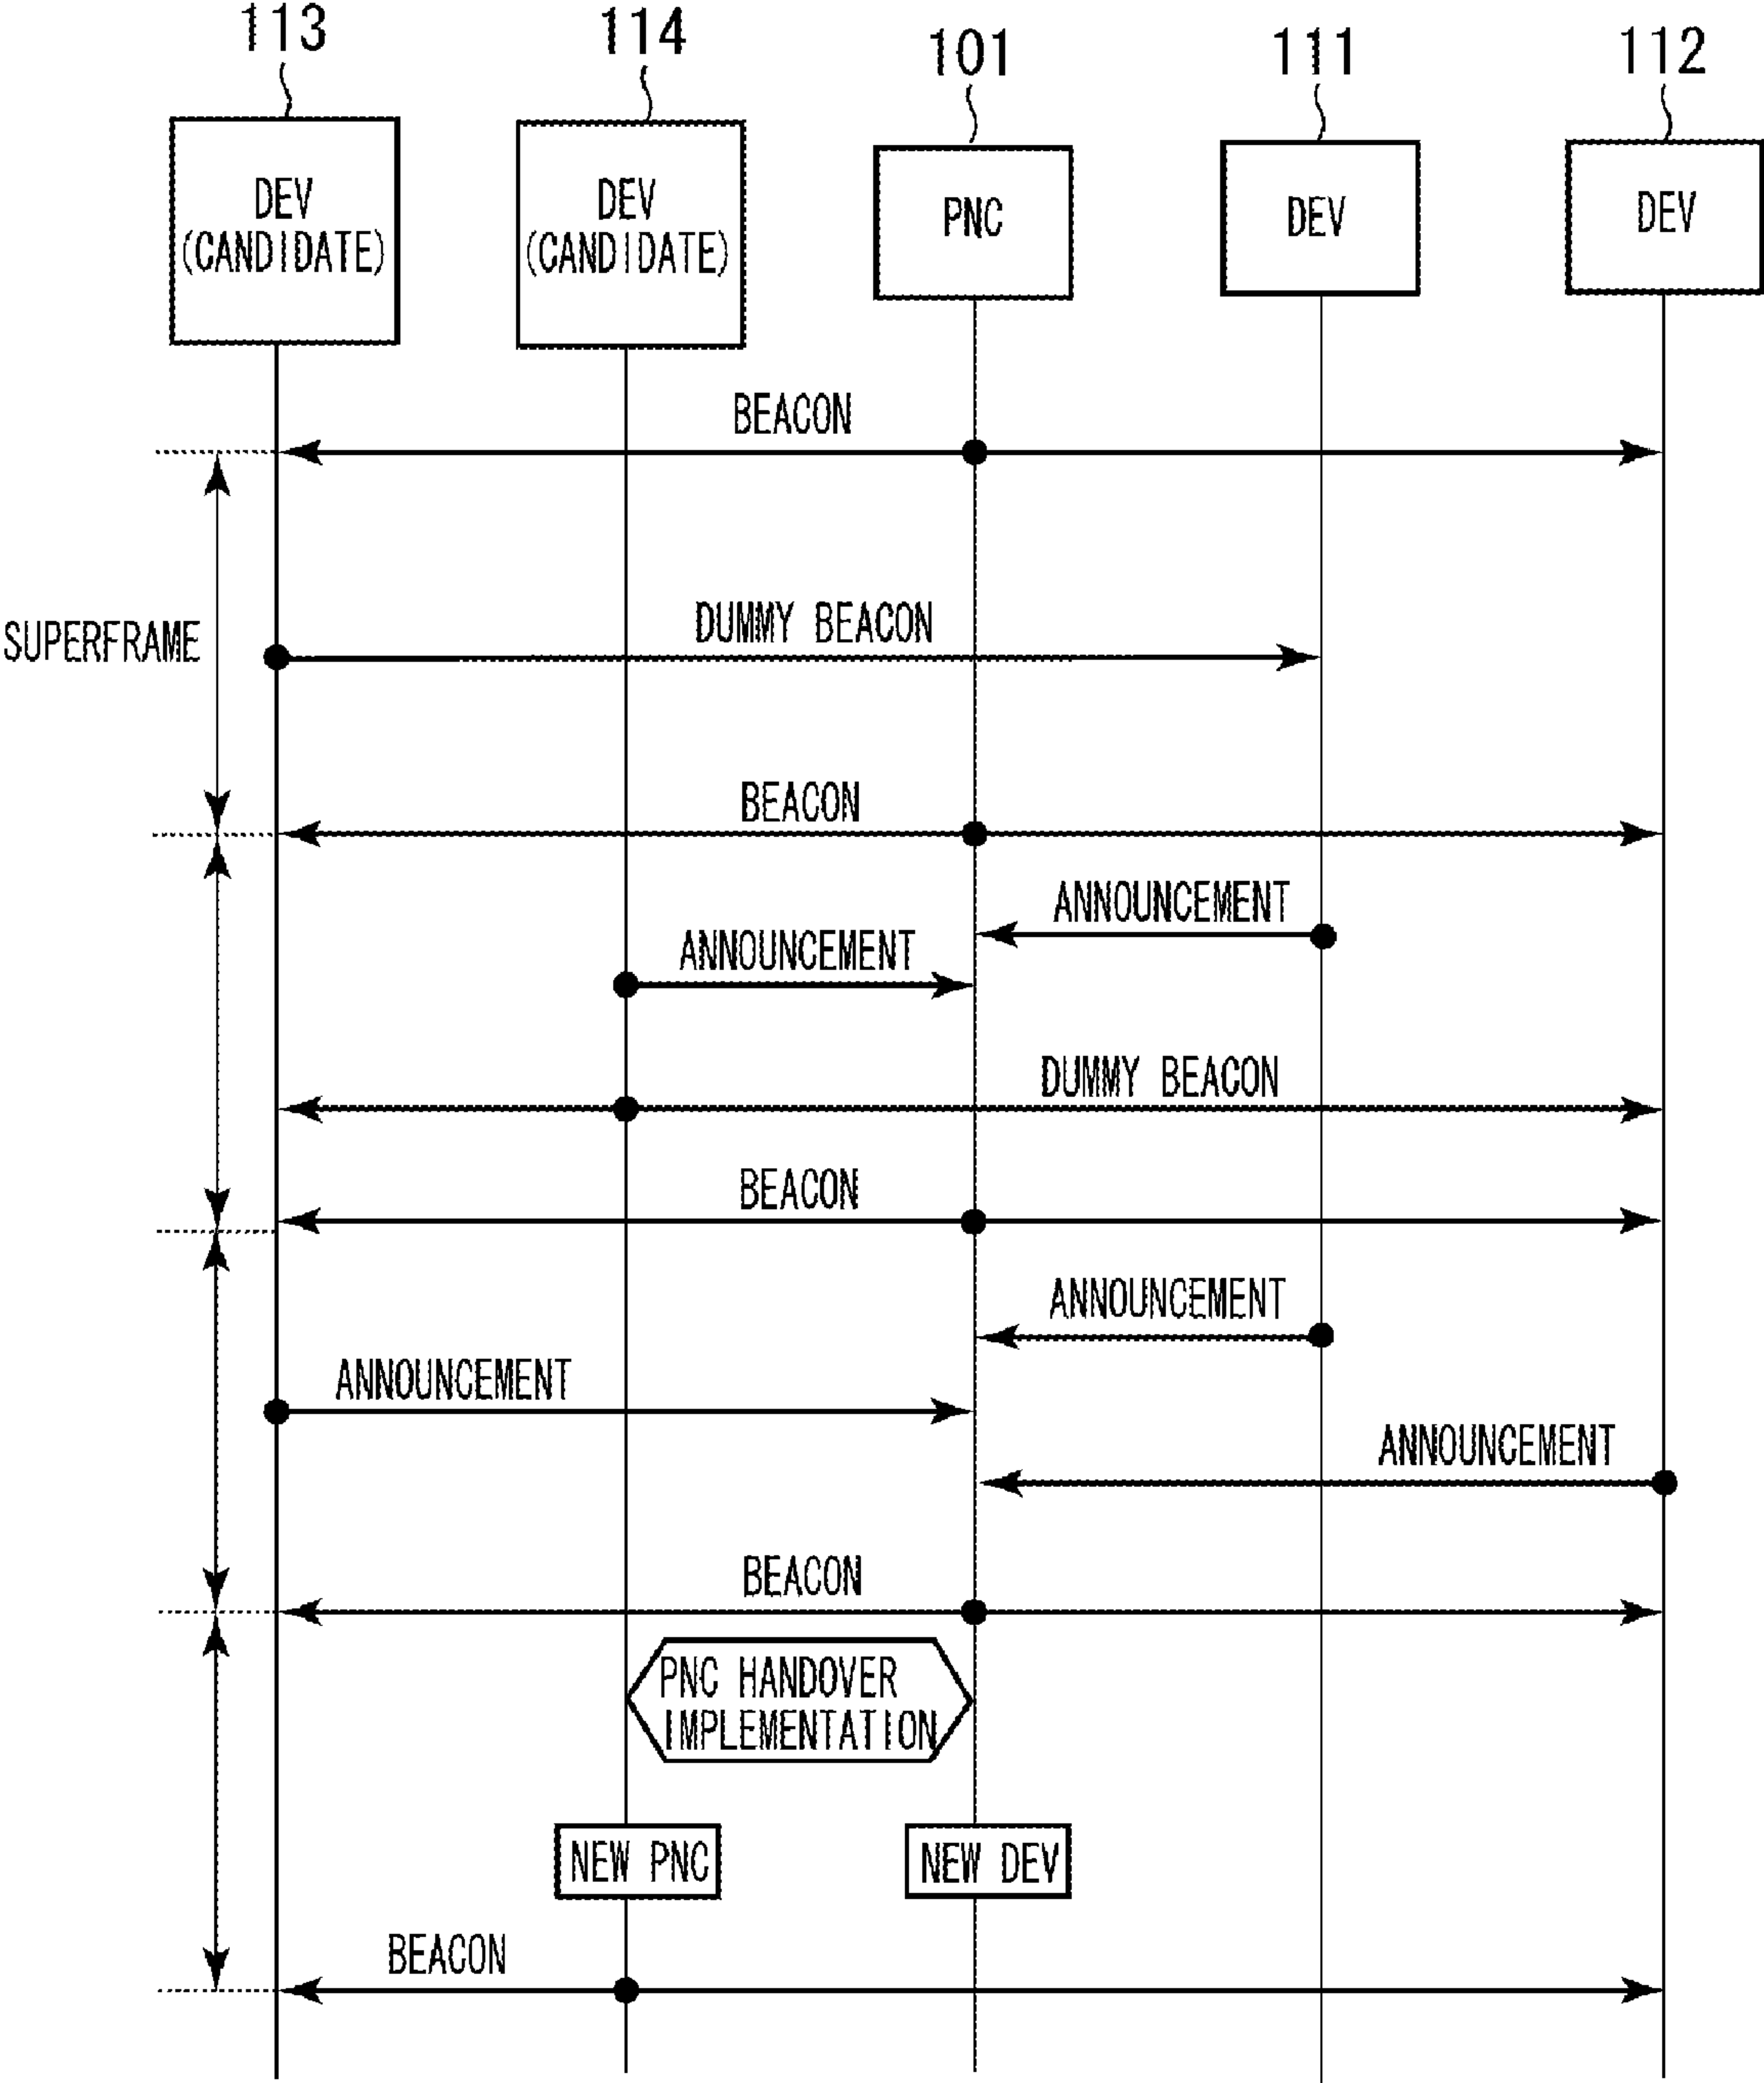 113
114
101
111
112
DEV
(CANDIDATE)
DEV
(CANDIDATE)
PNC
DEV
DEV
BEACON
DUMMY BEACON
SUPERFRAME
BEACON
ANNOUNCEMENT
ANNOUNCEMENT
DUMMY BEACON
BEACON
ANNOUNCEMENT
ANNOUNCEMENT
ANNOUNCEMENT
BEACON
PNC HANDOVER
IMPLEMENTATION
NEW PNC
NEW DEV
BEACON